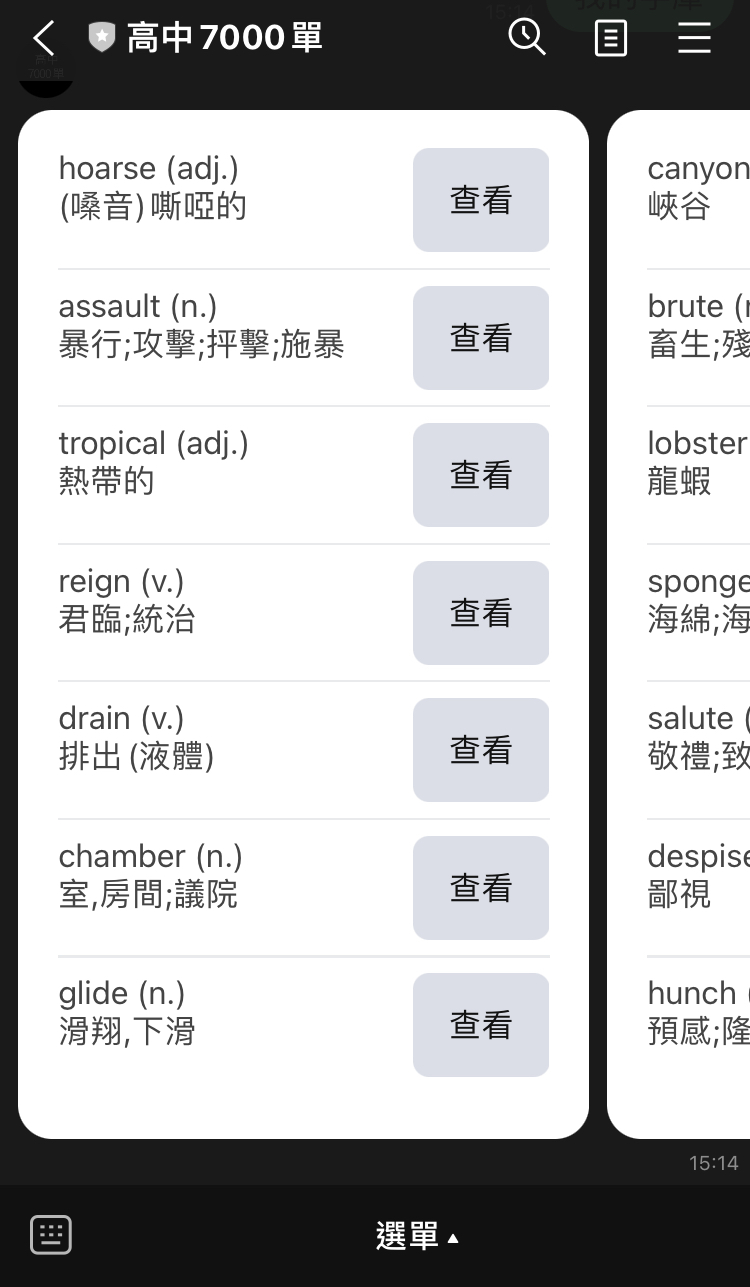 高中7000單
15:14
hoarse (adj.)
(嗓音)嘶啞的
查看
assault (n.)
暴行;攻擊;抨擊;施暴
查看
tropical (adj.)
熱帶的
查看
reign (v.)
君臨;統治
查看
drain (v.)
排出(液體)
查看
chamber (n.)
室,房間;議院
查看
glide (n.)
滑翔,下滑
查看
canyon
峽谷
brute (
畜生;殘
lobster
龍蝦
sponge
海綿;海
salute (
敬禮;致
despise
鄙視
hunch (
預感;隆
15:14
選單